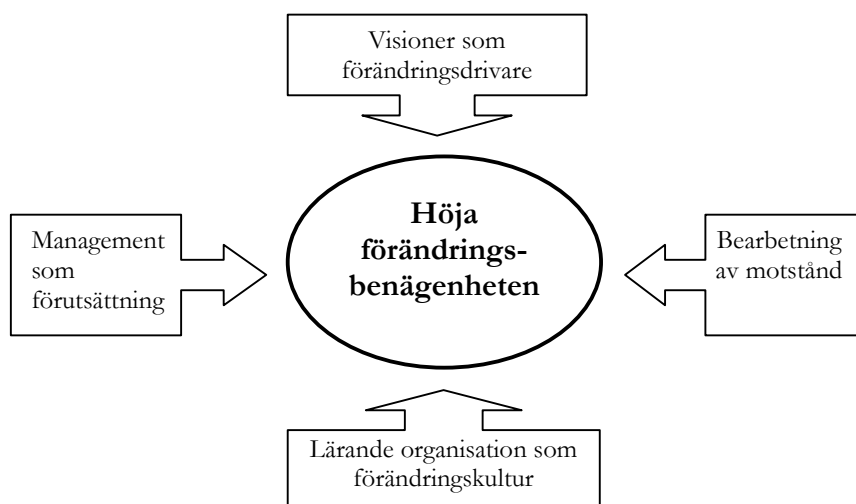 Visioner som
förändringsdrivare
Management
som
förutsättning
Höja
förändrings-
benägenheten
Bearbetning
av motstånd
Lärande organisation som
förändringskultur